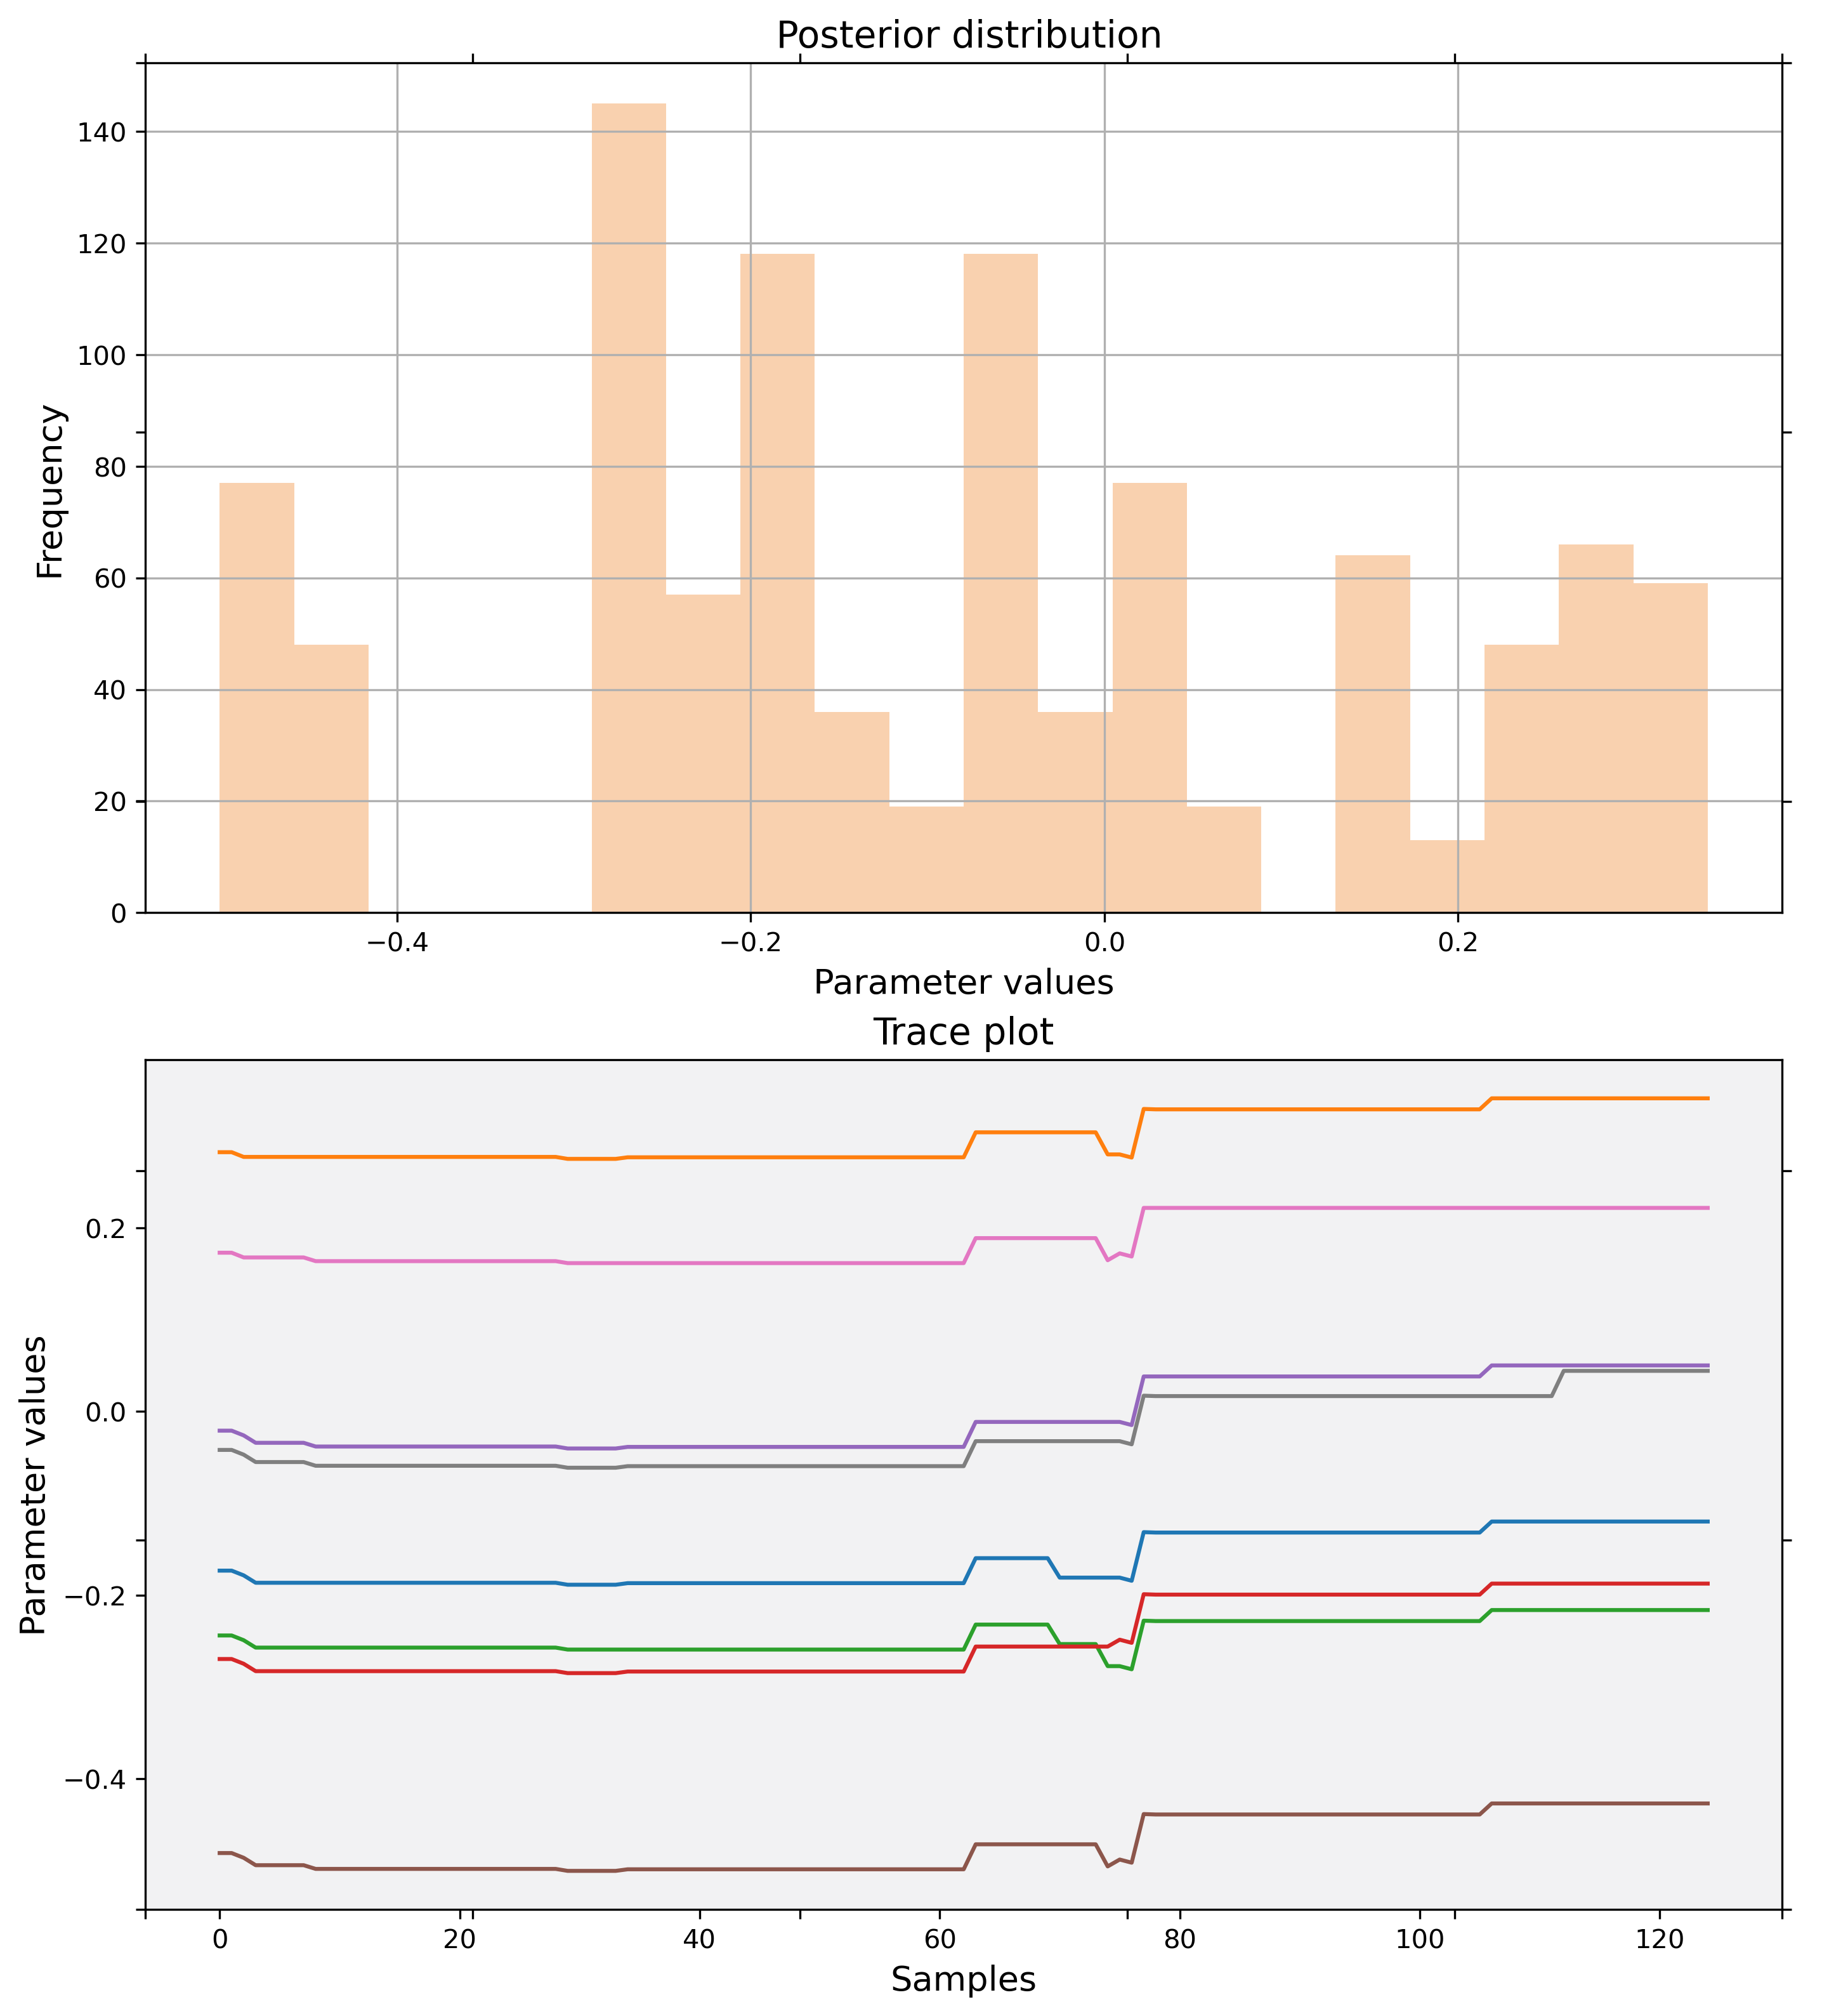 Posterior distribution
140
120
100
80
60
40
20
0
Frequency
−0.4 −0.2 0.0 0.2
Parameter values
Trace plot
0.2
0.0
−0.2
−0.4
Parameter values
0 20 40 60 80 100 120
Samples